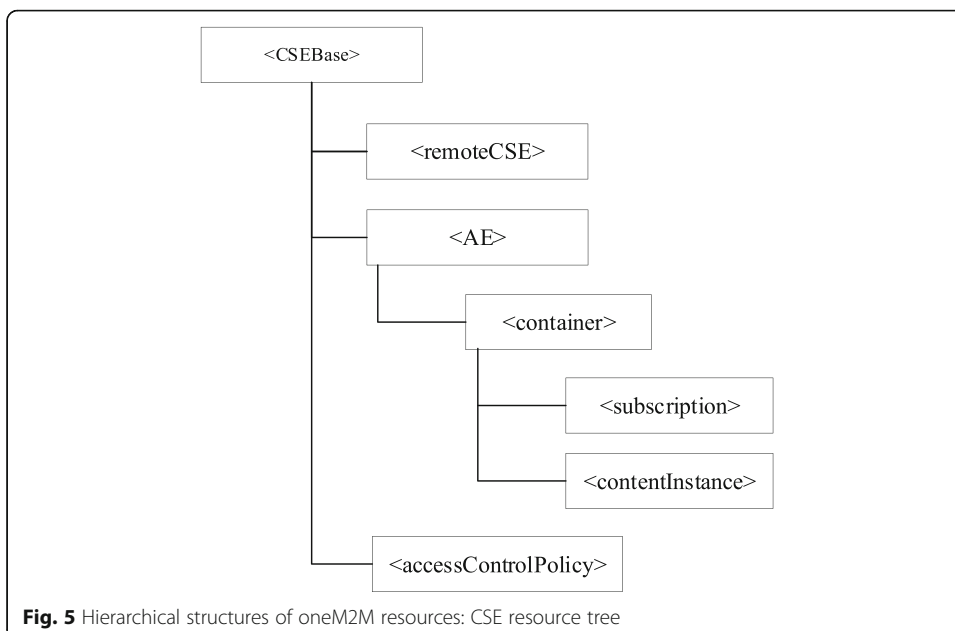 <CSEBase>
<remoteCSE>
<AE>
<container>
<subscription>
<contentInstance>
<accessControlPolicy>
Fig. 5 Hierarchical structures of oneM2M resources: CSE resource tree